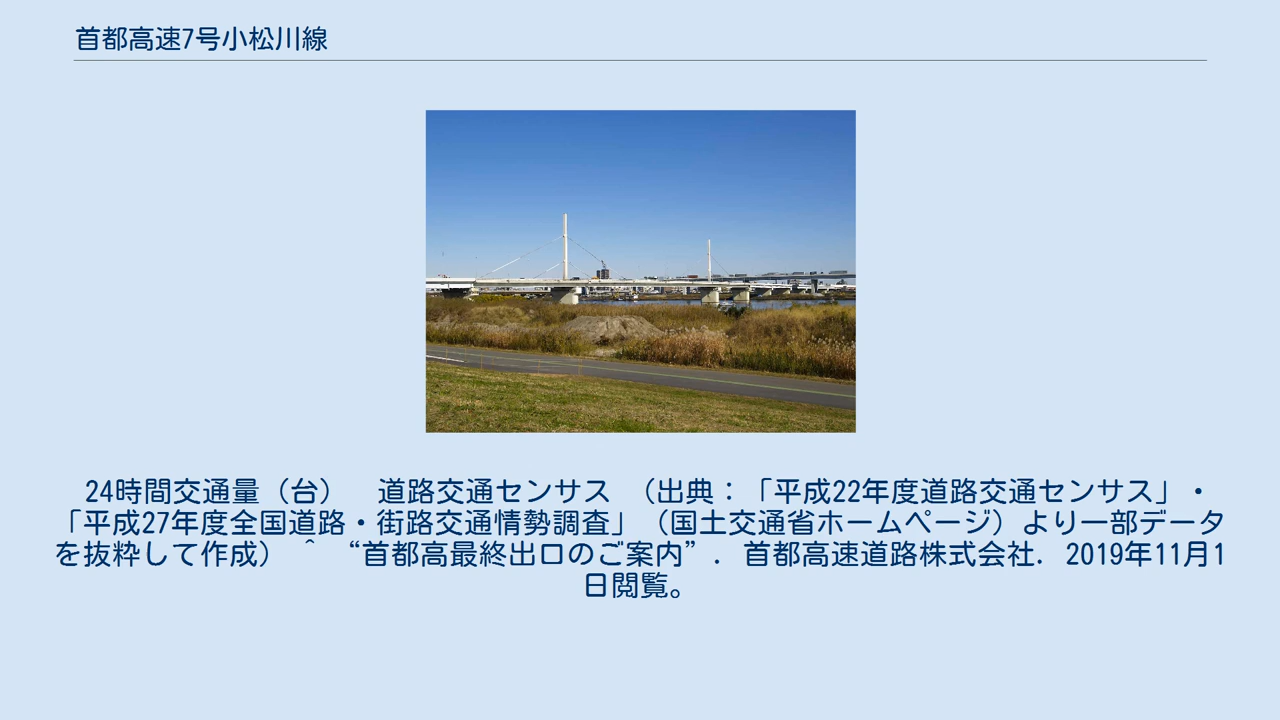 首都高速7号小松川線
24時間交通量（台）　道路交通センサス　（出典：「平成22年度道路交通センサス」・
「平成27年度全国道路・街路交通情勢調査」（国土交通省ホームページ）より一部データ
を抜粋して作成） ^ “首都高最終出口のご案内”. 首都高速道路株式会社. 2019年11月1
日閲覧。